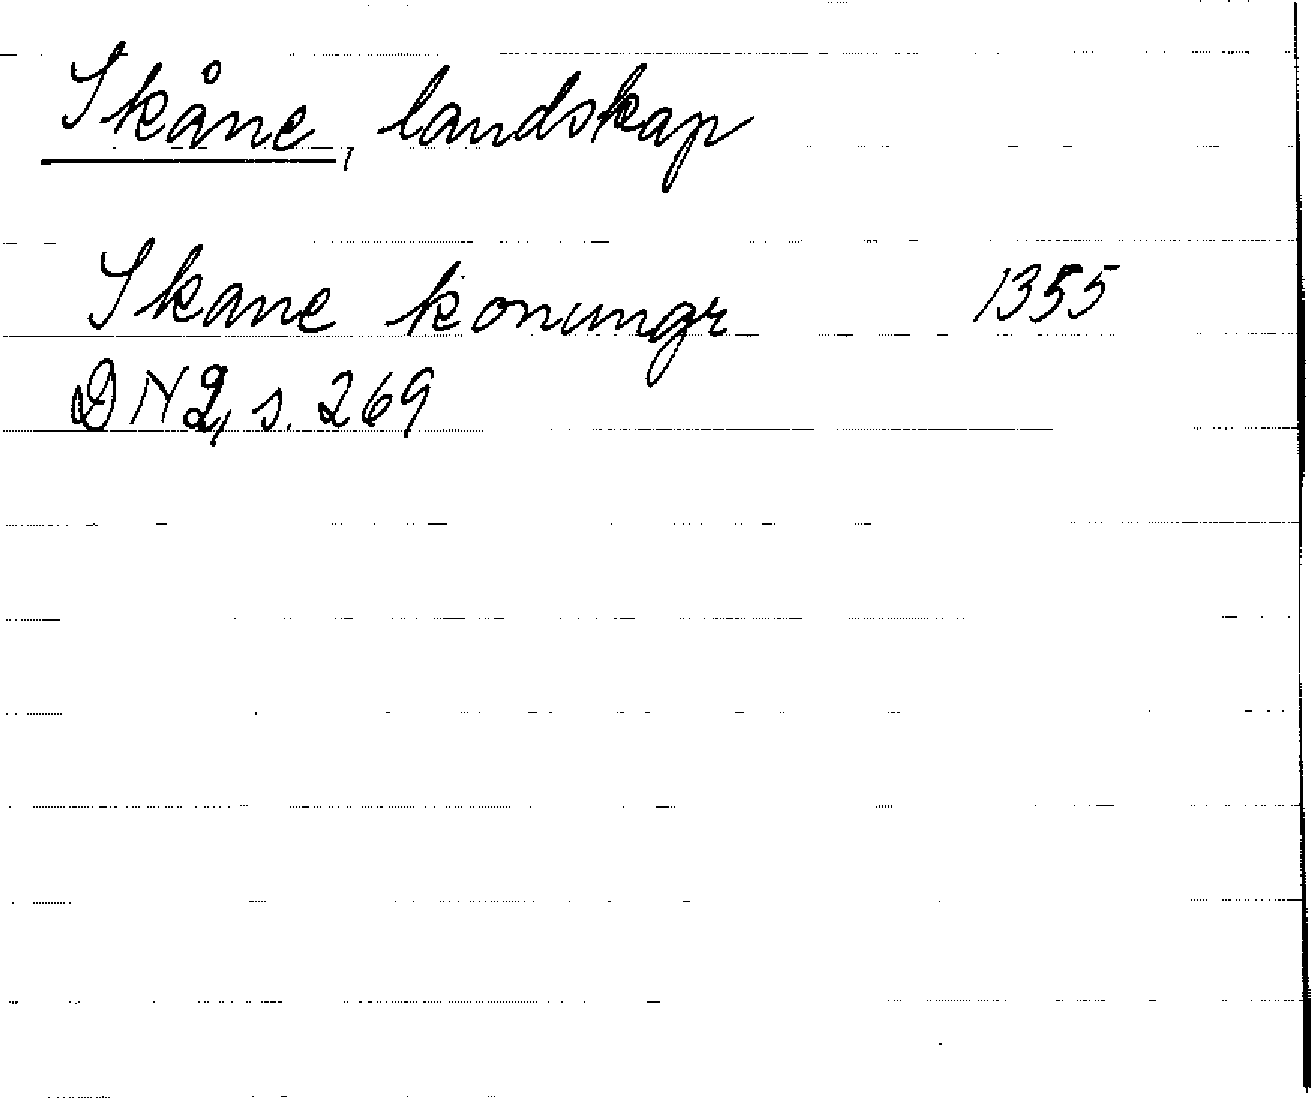 Skåne, landskap
Skane konungr 1355
DN 2, s. 269